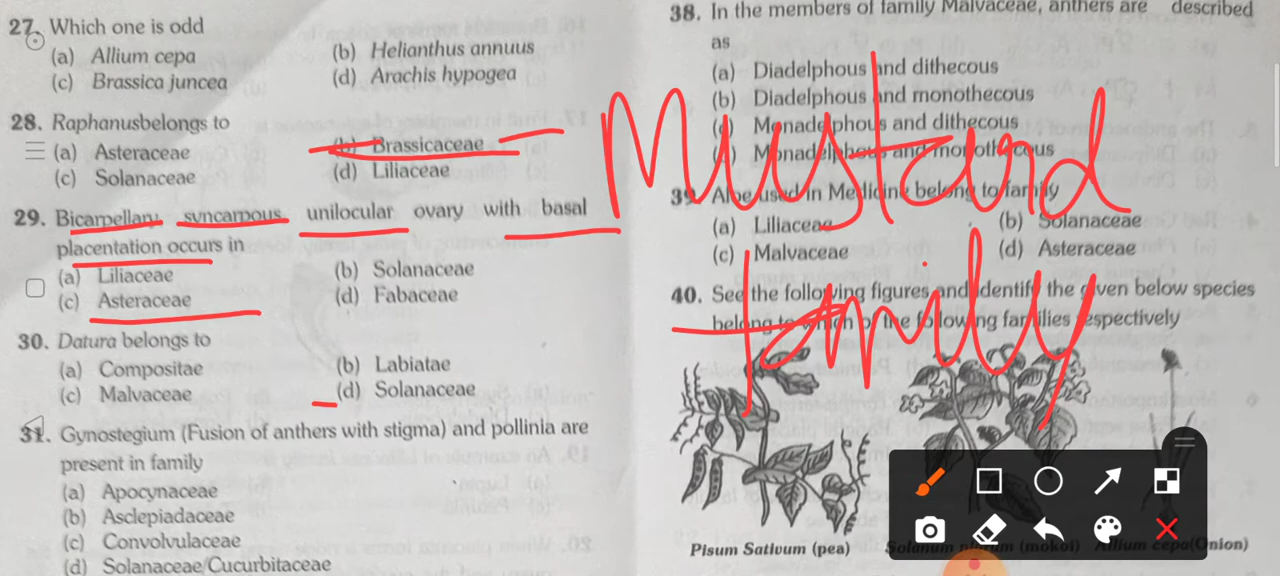 27. Which one is odd
(a) Allium cepa
(b) Helianthus annuus
(c) Brassica juncea
(d) Arachis hypogea
28. Raphanusbelongs to
(a) Asteraceae
(b) Brassicaceae
(c) Solanaceae
(d) Liliaceae
29. Bicarpellary, syncarpous, unilocular ovary with basal
placentation occurs in
(a) Liliaceae
(b) Solanaceae
(c) Asteraceae
(d) Fabaceae
30. Datura belongs to
(a) Compositae
(b) Labiatae
(c) Malvaceae
(d) Solanaceae
31. Gynostegium (Fusion of anthers with stigma) and pollinia are
present in family
(a) Apocynaceae
(b) Asclepiadaceae
(c) Convolvulaceae
(d) Solanaceae/Cucurbitaceae
38. In the members of family Malvaceae, anthers are described
as
(a) Diadelphous and dithecous
(b) Diadelphous and monothecous
(c) Monadelphous and dithecous
(d) Monadelphous and monothecous
39. Aloe used in Medicine belong to family
(a) Liliaceae
(b) Solanaceae
(c) Malvaceae
(d) Asteraceae
40. See the following figures and identify the given below species
belong to which of the following families respectively
Pisum Sativum (pea)
Solanum nigrum (mokoi)
Allium cepa(Onion)
Mustard
family